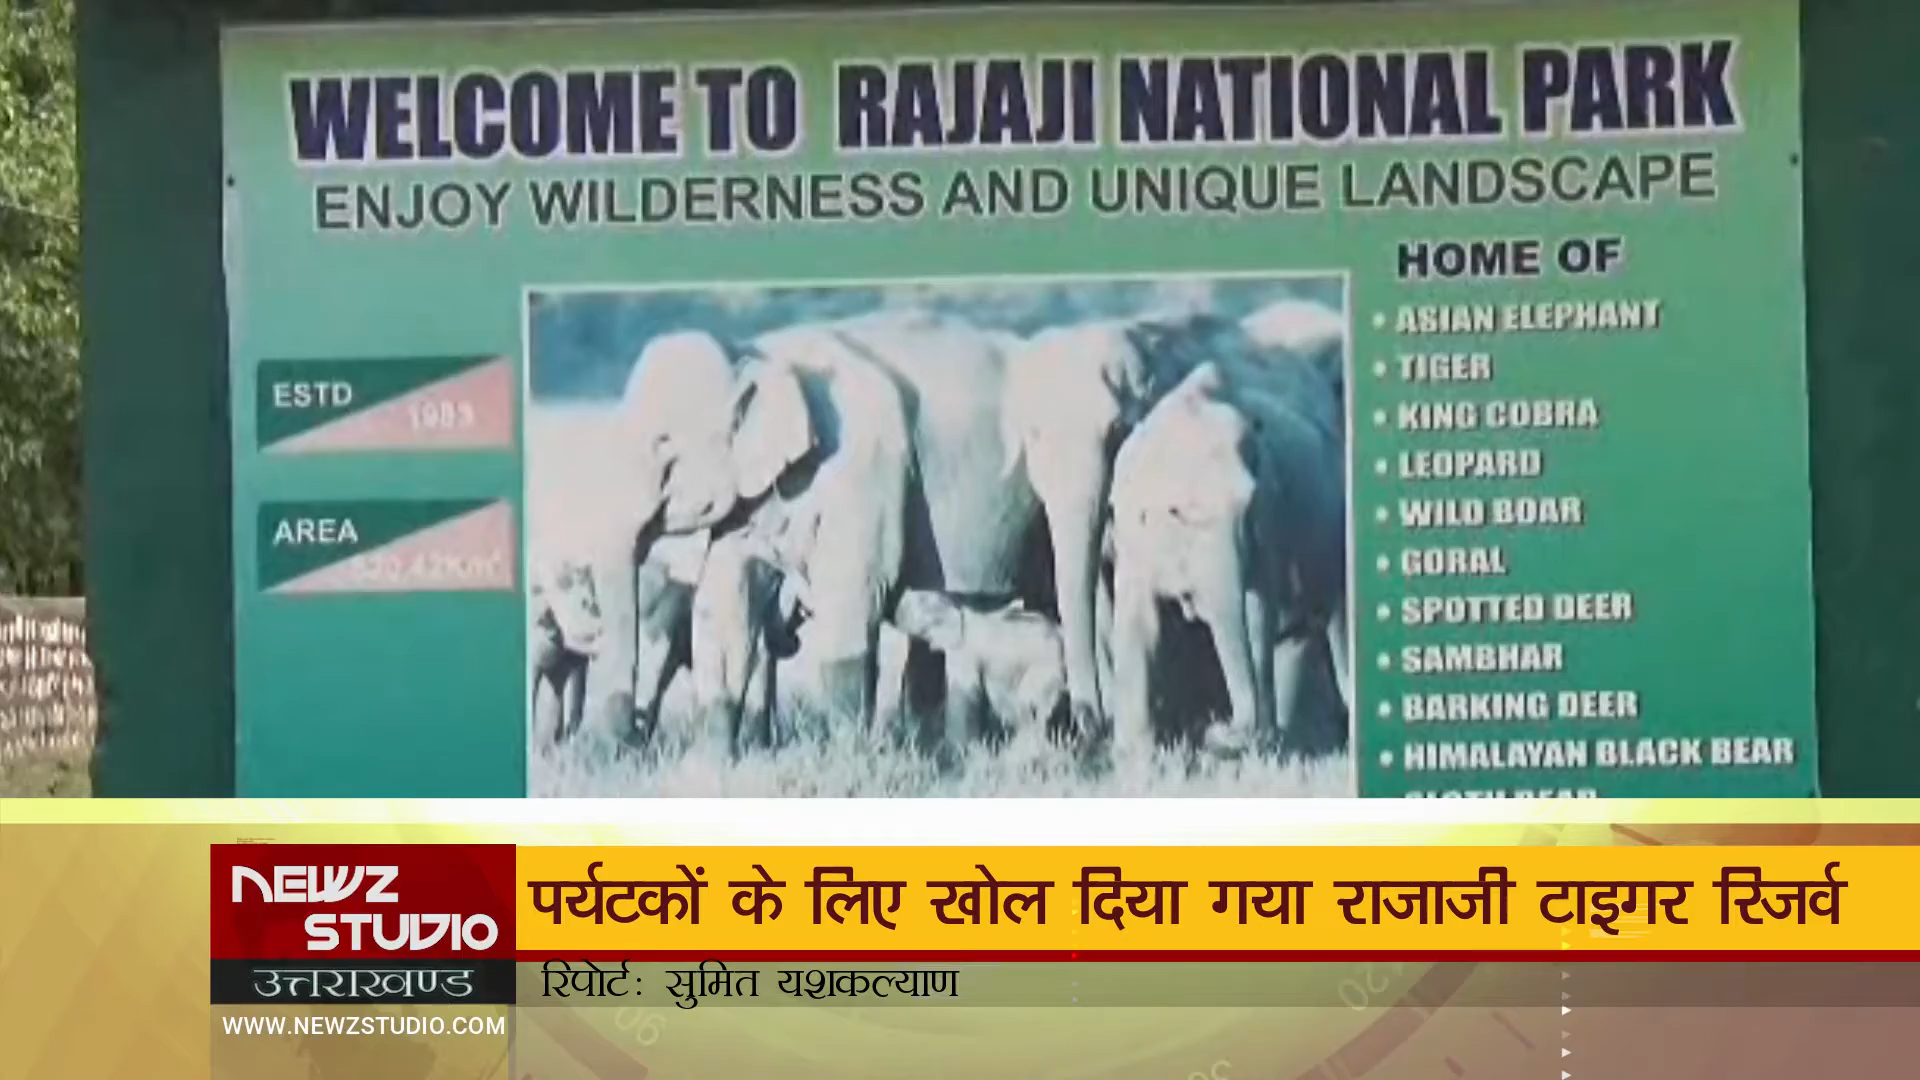 WELCOME TO RAJAJI NATIONAL PARK
ENJOY WILDERNESS AND UNIQUE LANDSCAPE
HOME OF
• ASIAN ELEPHANT
• TIGER
• KING COBRA
• LEOPARD
• WILD BOAR
• GORAL
• SPOTTED DEER
• SAMBHAR
• BARKING DEER
• HIMALAYAN BLACK BEAR
ESTD 1983
AREA
NEWZ STUDIO
उत्तराखण्ड
WWW.NEWZSTUDIO.COM
पर्यटकों के लिए खोल दिया गया राजाजी टाइगर रिजर्व
रिपोर्ट: सुमित यशकल्याण